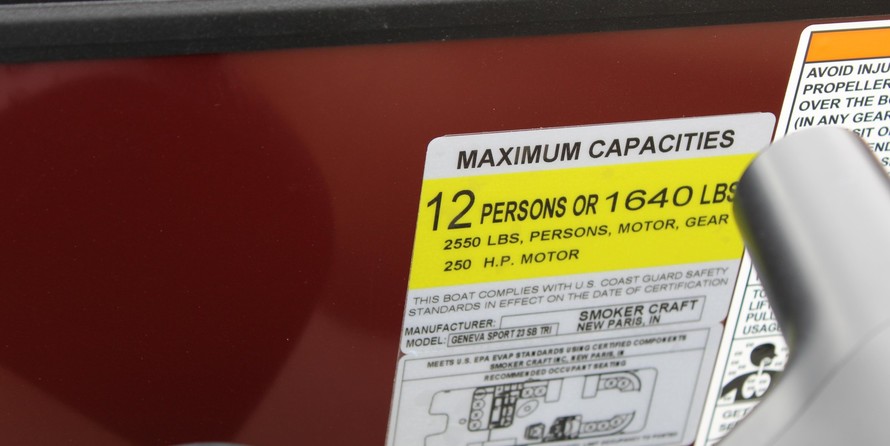 MAXIMUM CAPACITIES
12 PERSONS OR 1640 LBS
2550 LBS, PERSONS, MOTOR, GEAR
250 H.P. MOTOR
THIS BOAT COMPLIES WITH U.S. COAST GUARD SAFETY
STANDARDS IN EFFECT ON THE DATE OF CERTIFICATION
MANUFACTURER: SMOKER CRAFT
NEW PARIS, IN
MODEL: GENEVA SPORT 23 SB TRI
MEETS U.S. EPA EVAP STANDARDS USING CERTIFIED COMPONENTS
SMOKER CRAFT INC, NEW PARIS, IN
RECOMMENDED OCCUPANT SEATING
AVOID INJU
PROPELLER
OVER THE B
(IN ANY GEAR